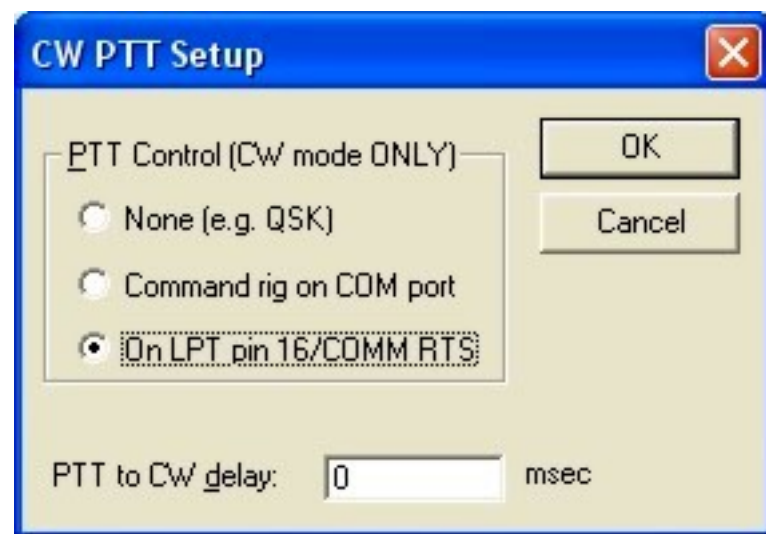 CW PTT Setup
PTT Control (CW mode ONLY)
None (e.g. QSK)
Command rig on COM port
On LPT pin 16/COMM RTS
OK
Cancel
PTT to CW delay: 0 msec